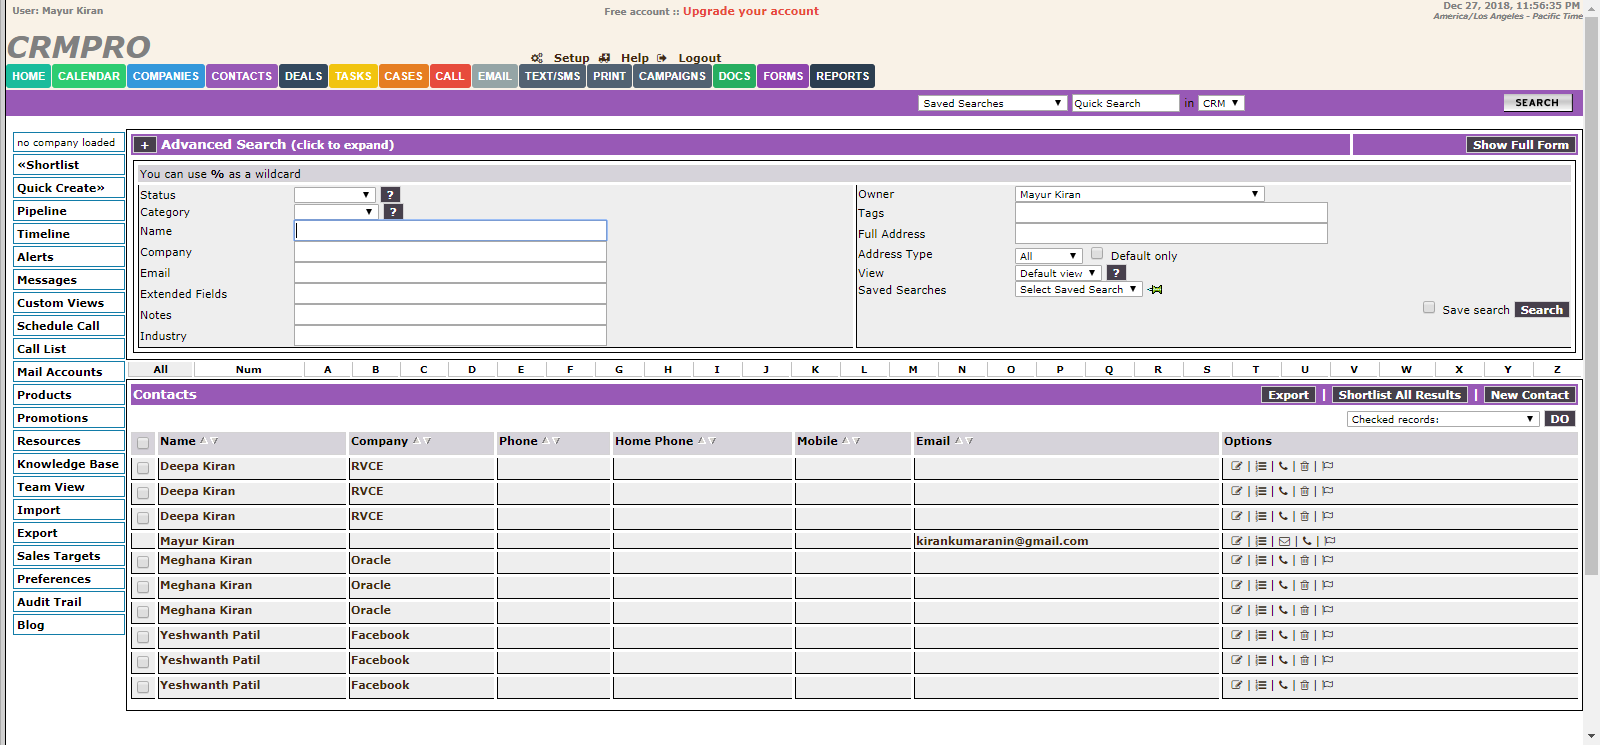 User: Mayur Kiran
Free account :: Upgrade your account
Dec 27, 2018, 11:56:35 PM
America/Los Angeles - Pacific Time
CRMPRO
Setup Help Logout
HOME CALENDAR COMPANIES CONTACTS DEALS TASKS CASES CALL EMAIL TEXT/SMS PRINT CAMPAIGNS DOCS FORMS REPORTS
Saved Searches Quick Search in CRM SEARCH
no company loaded
«Shortlist
Quick Create»
Pipeline
Timeline
Alerts
Messages
Custom Views
Schedule Call
Call List
Mail Accounts
Products
Promotions
Resources
Knowledge Base
Team View
Import
Export
Sales Targets
Preferences
Audit Trail
Blog
+ Advanced Search (click to expand) Show Full Form
You can use % as a wildcard
Status ?
Category ?
Name
Company
Email
Extended Fields
Notes
Industry
Owner Mayur Kiran
Tags
Full Address
Address Type All Default only
View Default view ?
Saved Searches Select Saved Search
Save search Search
All Num A B C D E F G H I J K L M N O P Q R S T U V W X Y Z
Contacts Export | Shortlist All Results | New Contact
Checked records: DO
Name Company Phone Home Phone Mobile Email Options
Deepa Kiran RVCE | | | |
Deepa Kiran RVCE | | | |
Deepa Kiran RVCE | | | |
Mayur Kiran kirankumaranin@gmail.com | | | |
Meghana Kiran Oracle | | | |
Meghana Kiran Oracle | | | |
Meghana Kiran Oracle | | | |
Yeshwanth Patil Facebook | | | |
Yeshwanth Patil Facebook | | | |
Yeshwanth Patil Facebook | | | |